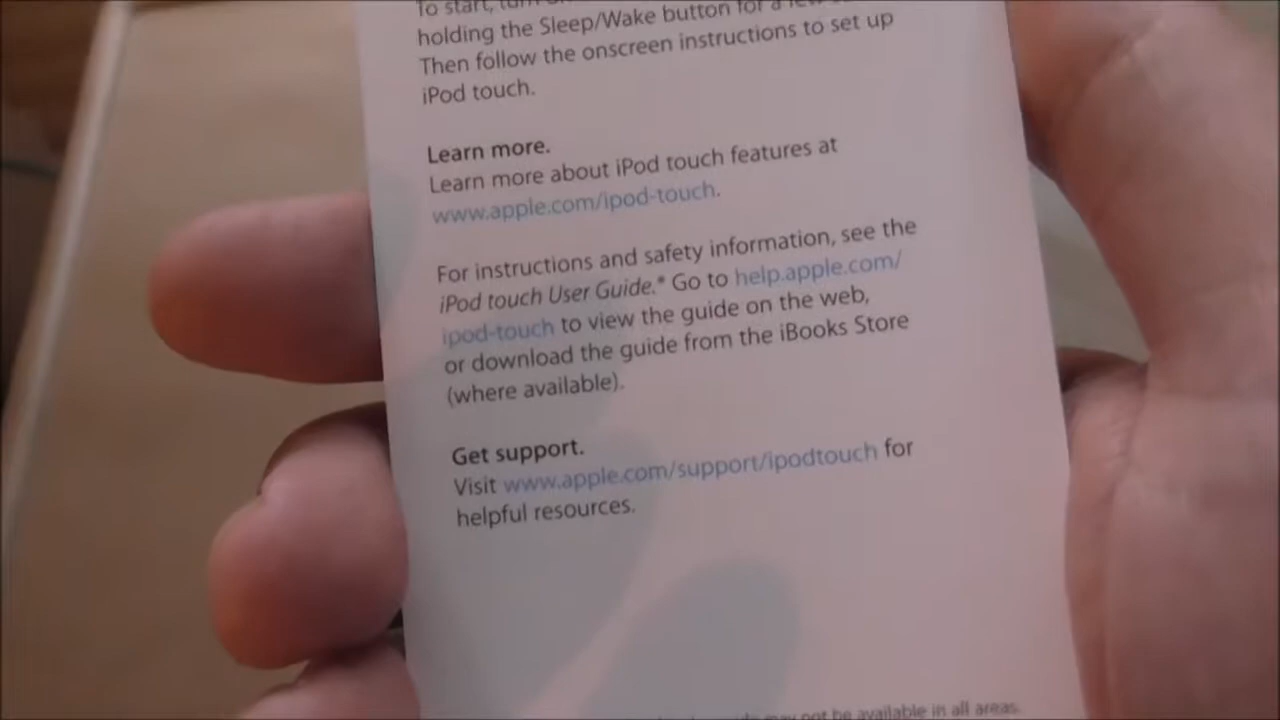 To start, turn
holding the Sleep/Wake button for a few
Then follow the onscreen instructions to set up
iPod touch.
Learn more.
Learn more about iPod touch features at
www.apple.com/ipod-touch.
For instructions and safety information, see the
iPod touch User Guide.* Go to help.apple.com/
ipod-touch to view the guide on the web,
or download the guide from the iBooks Store
(where available).
Get support.
Visit www.apple.com/support/ipodtouch for
helpful resources.
may not be available in all areas.